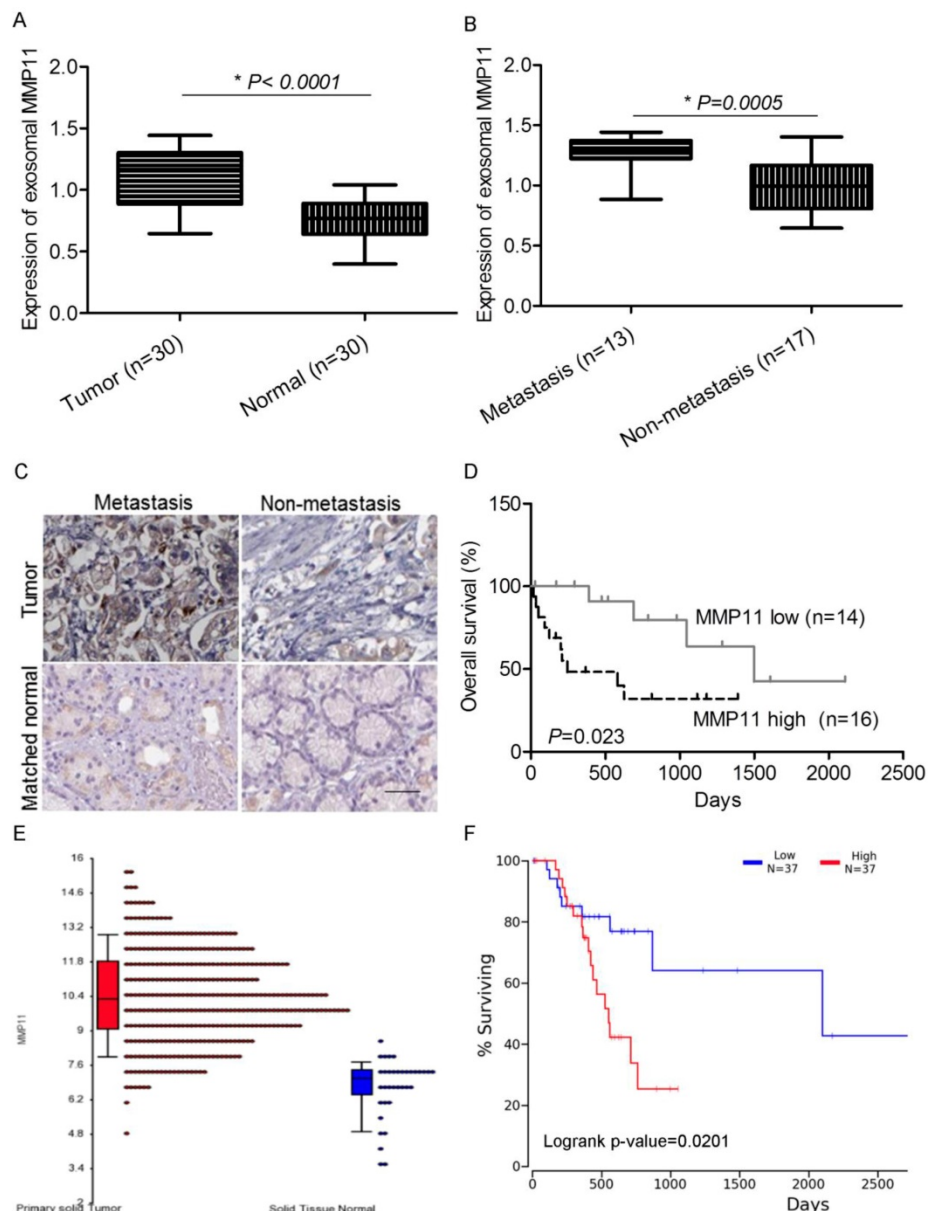 A
Expression of exosomal MMP11
2.0
1.5
1.0
0.5
0.0
* P< 0.0001
Tumor (n=30)
Normal (n=30)
B
Expression of exosomal MMP11
2.0
1.5
1.0
0.5
0.0
* P=0.0005
Metastasis (n=13)
Non-metastasis (n=17)
C
Metastasis
Non-metastasis
Tumor
Matched normal
D
Overall survival (%)
150
100
50
0
MMP11 low (n=14)
MMP11 high (n=16)
P=0.023
0
500
1000
1500
2000
2500
Days
E
MMP11
16
14.6
13.2
11.8
10.4
9
7.6
6.2
4.8
3.4
2
Primary solid Tumor
Solid Tissue Normal
F
% Surviving
100
80
60
40
20
0
Low
N=37
High
N=37
Logrank p-value=0.0201
0
500
1000
1500
2000
2500
Days